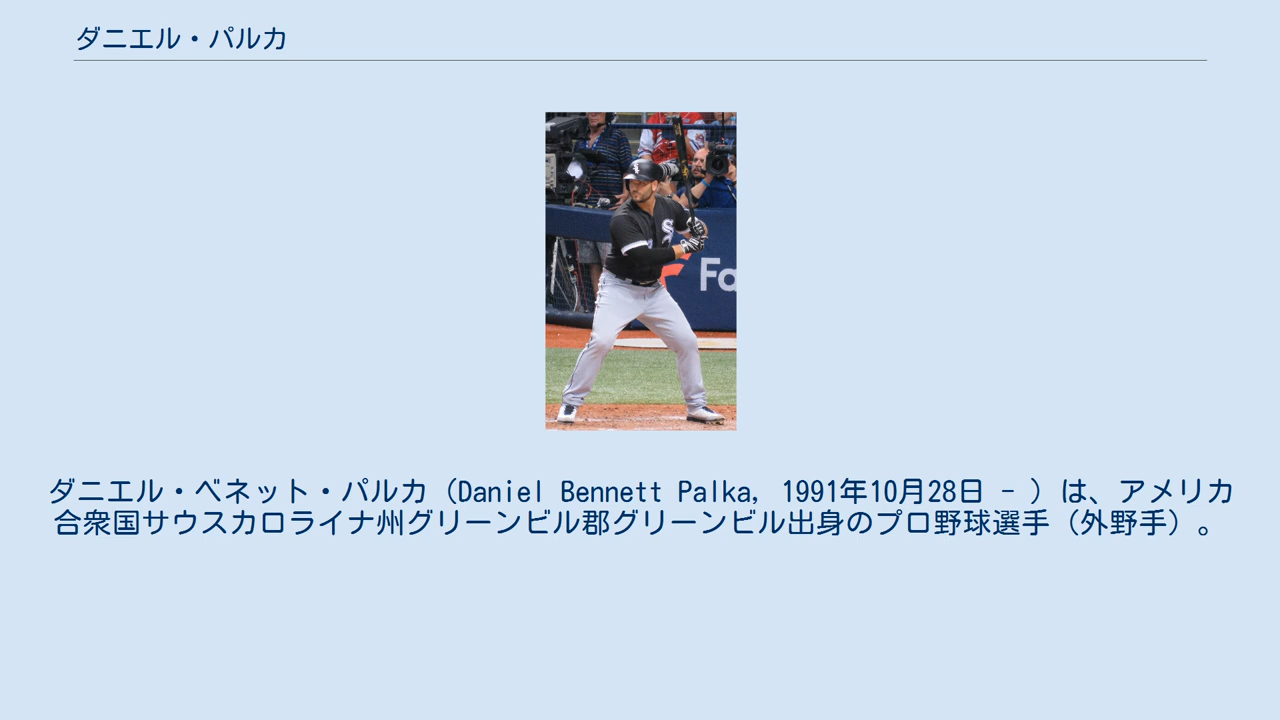 ダニエル・パルカ
Fa
ダニエル・ベネット・パルカ（Daniel Bennett Palka, 1991年10月28日 - ）は、アメリカ
合衆国サウスカロライナ州グリーンビル郡グリーンビル出身のプロ野球選手（外野手）。